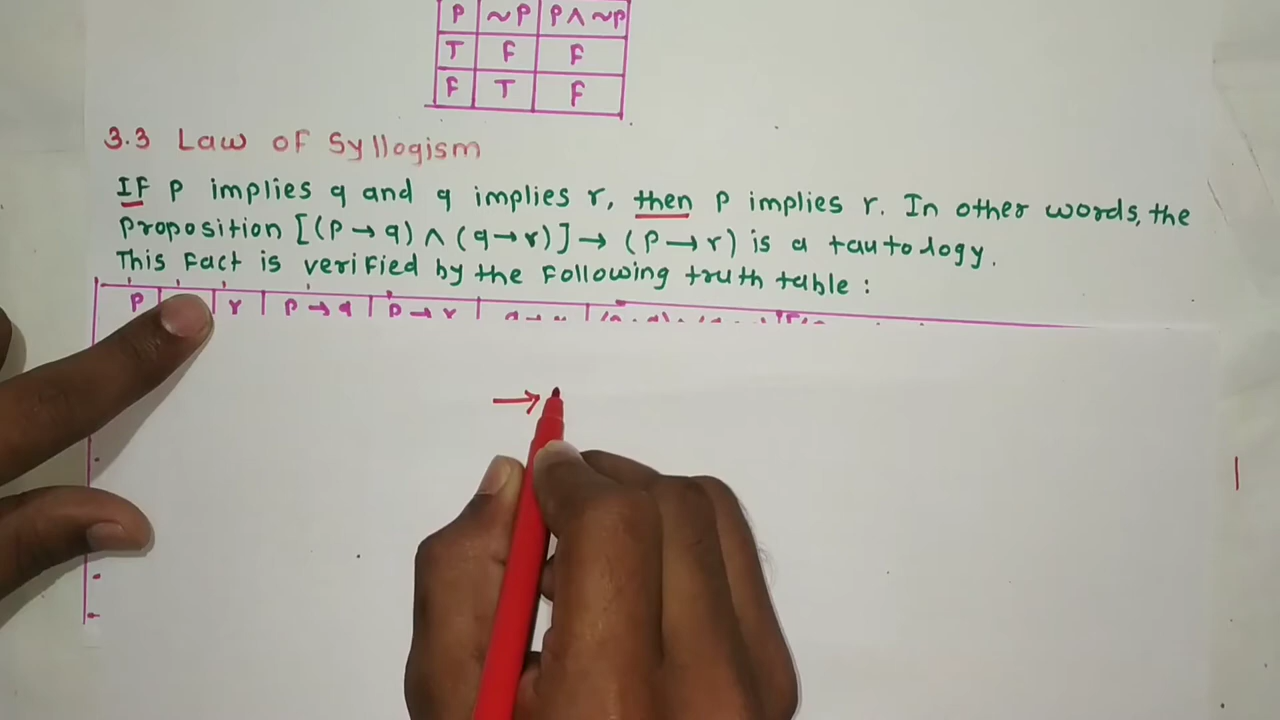 P ~P P∧~P
T F F
F T F
3.3 Law of Syllogism
IF P implies q and q implies r, then P implies r. In other words, the
Proposition [(P→q)∧(q→r)]→(P→r) is a tautology.
This Fact is verified by the Following truth table:
P r P→q P→r
→